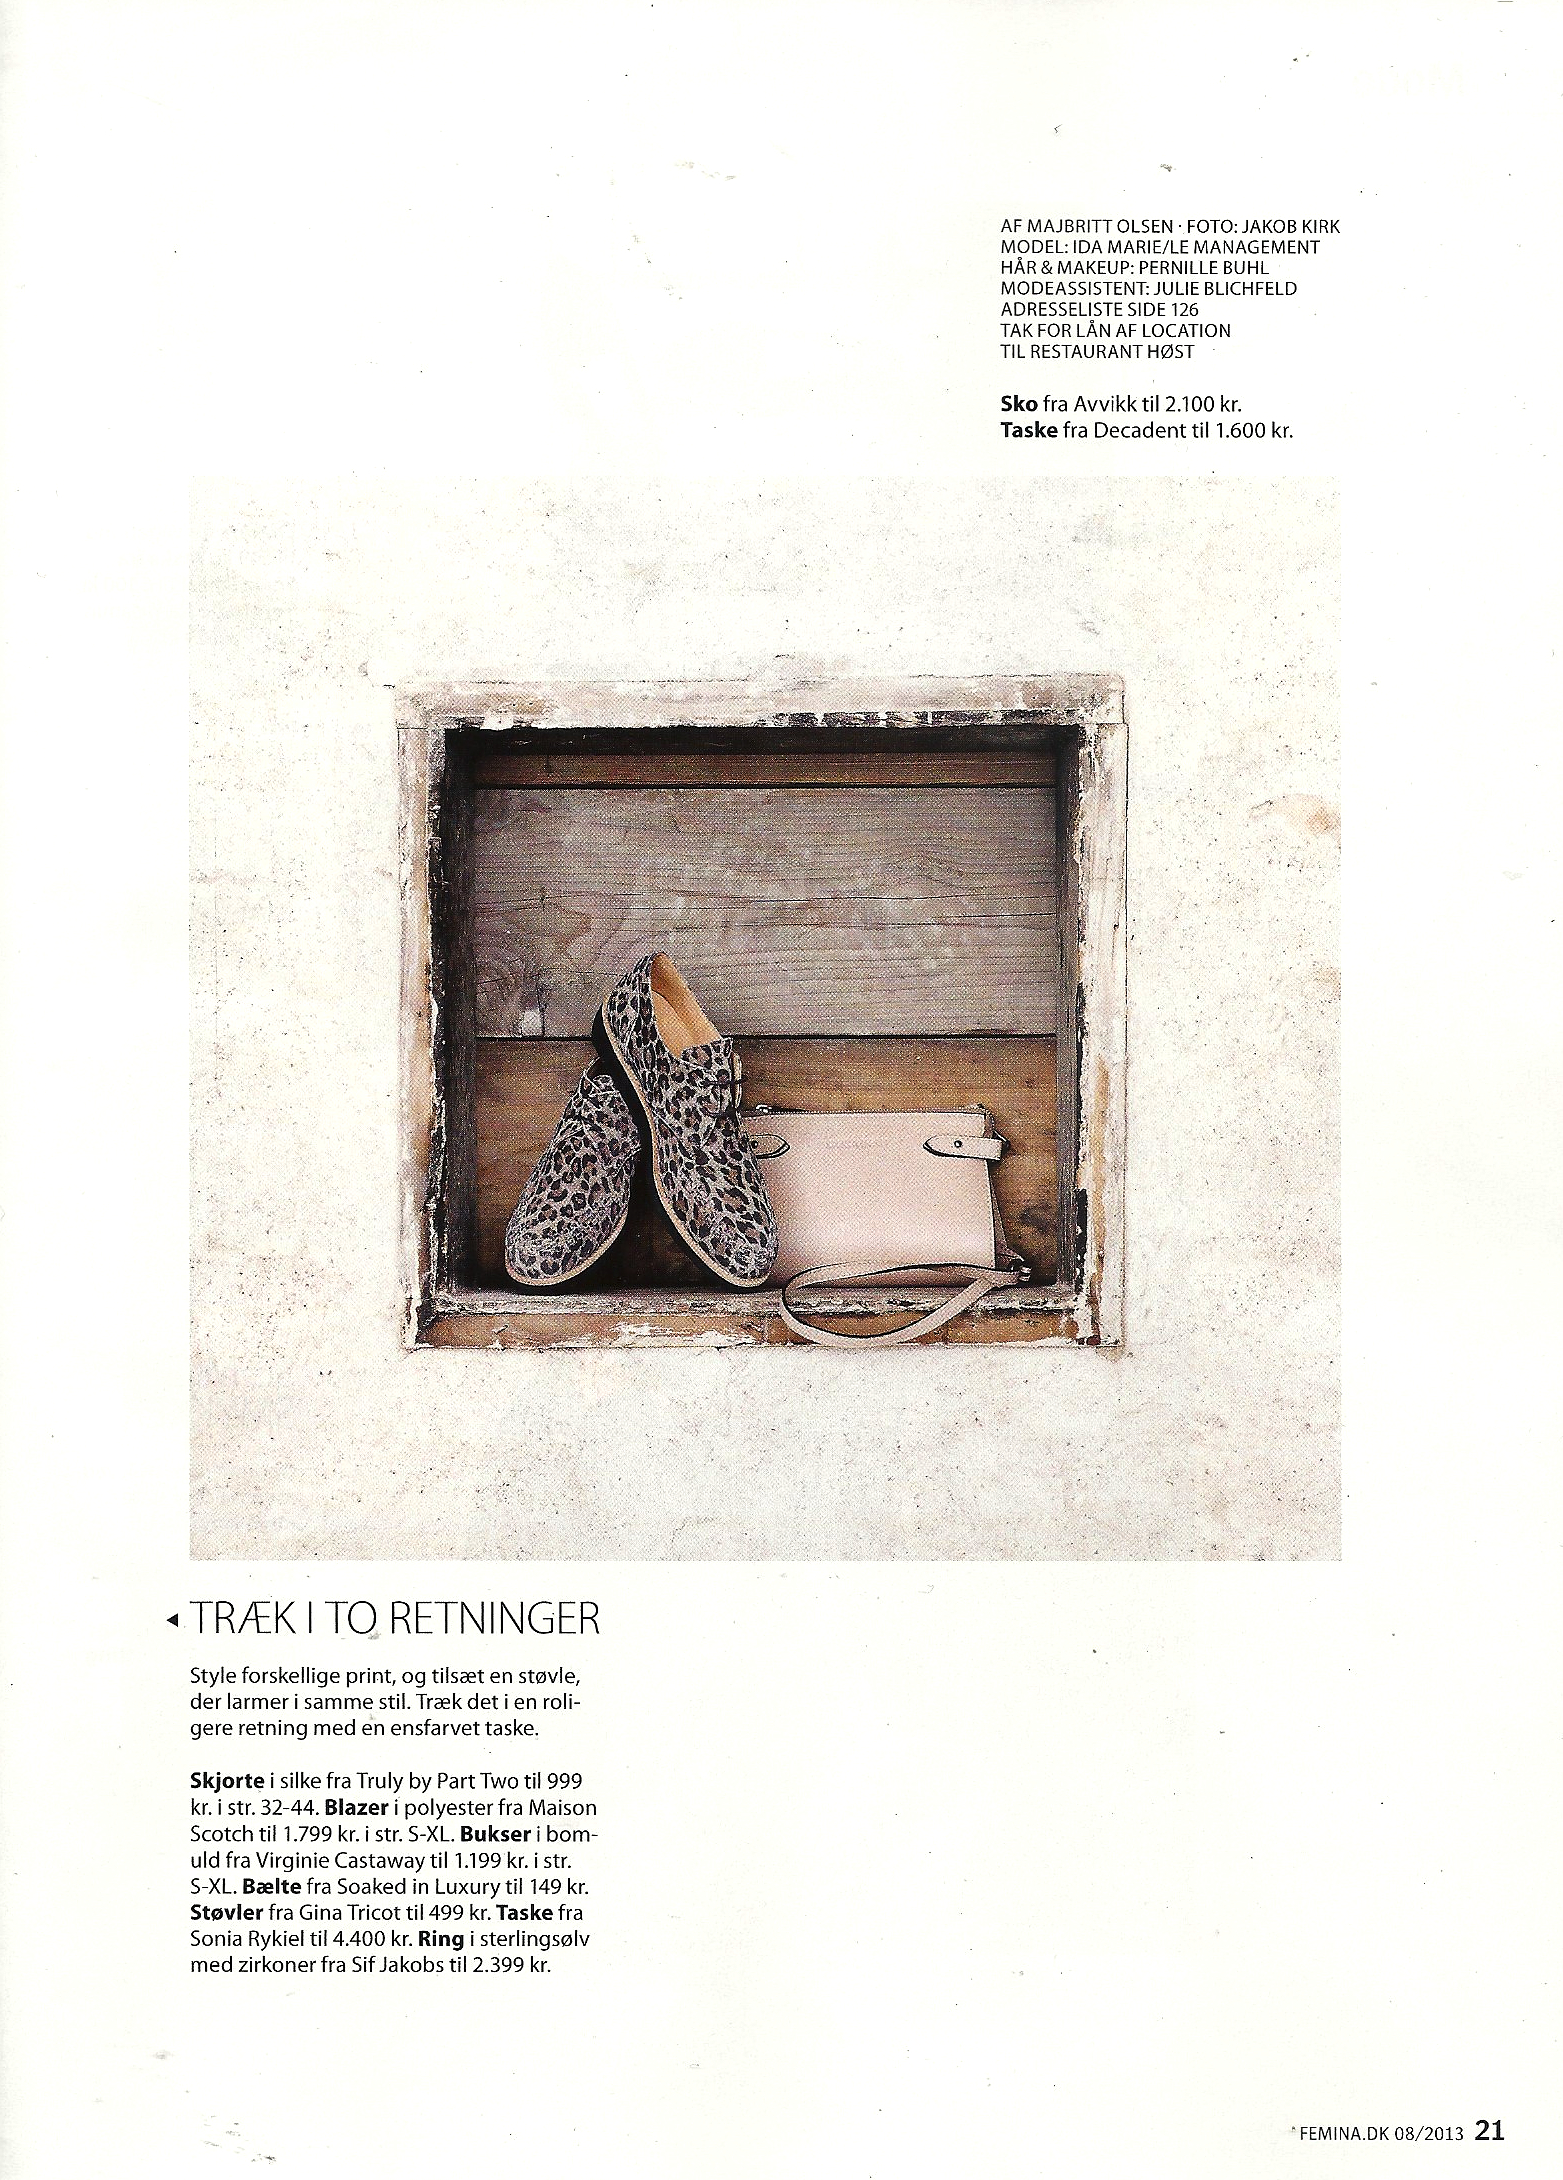 AF MAJBRITT OLSEN · FOTO: JAKOB KIRK
MODEL: IDA MARIE/LE MANAGEMENT
HÅR & MAKEUP: PERNILLE BUHL
MODEASSISTENT: JULIE BLICHFELD
ADRESSELISTE SIDE 126
TAK FOR LÅN AF LOCATION
TIL RESTAURANT HØST
Sko fra Avvikk til 2.100 kr.
Taske fra Decadent til 1.600 kr.
TRÆK I TO RETNINGER
Style forskellige print, og tilsæt en støvle,
der larmer i samme stil. Træk det i en roli-
gere retning med en ensfarvet taske.
Skjorte i silke fra Truly by Part Two til 999
kr. i str. 32-44. Blazer i polyester fra Maison
Scotch til 1.799 kr. i str. S-XL. Bukser i bom-
uld fra Virginie Castaway til 1.199 kr. i str.
S-XL. Bælte fra Soaked in Luxury til 149 kr.
Støvler fra Gina Tricot til 499 kr. Taske fra
Sonia Rykiel til 4.400 kr. Ring i sterlingsølv
med zirkoner fra Sif Jakobs til 2.399 kr.
FEMINA.DK 08/2013 21